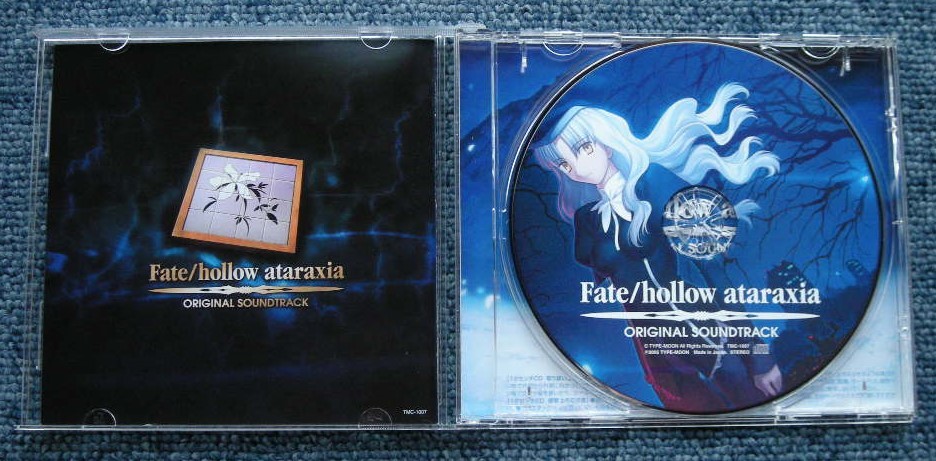 Fate/hollow ataraxia
ORIGINAL SOUNDTRACK
TMC-1007
Fate/hollow ataraxia
ORIGINAL SOUNDTRACK
© TYPE-MOON All Rights Reserved. TMC-1007
℗2005 TYPE-MOON Made in Japan STEREO